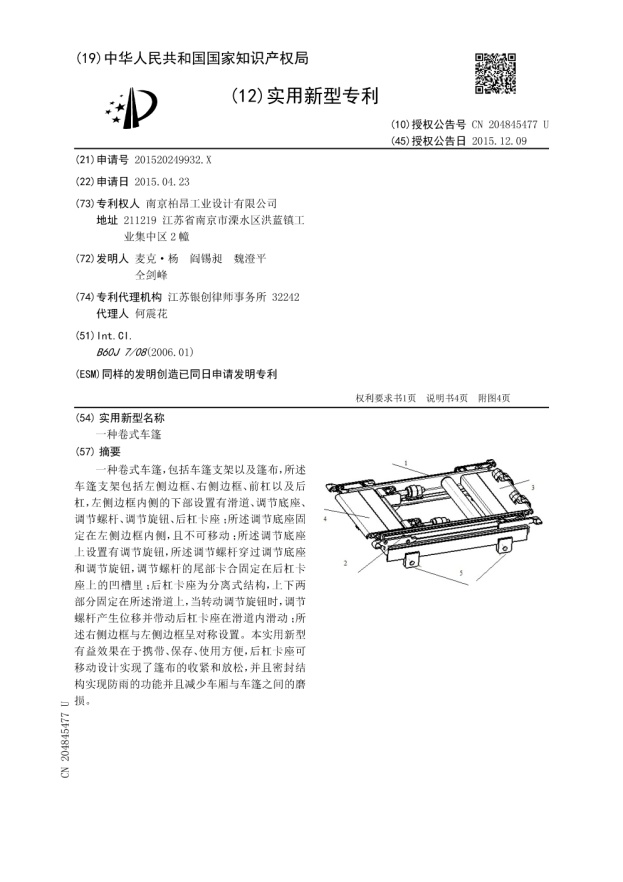 (19)中华人民共和国国家知识产权局
(12)实用新型专利
(10)授权公告号 CN 204845477 U
(45)授权公告日 2015.12.09
(21)申请号 201520249932.X
(22)申请日 2015.04.23
(73)专利权人 南京柏昂工业设计有限公司
地址 211219 江苏省南京市溧水区洪蓝镇工
业集中区2幢
(72)发明人 麦克·杨 阎锡昶 魏澄平
仝剑峰
(74)专利代理机构 江苏银创律师事务所 32242
代理人 何震花
(51)Int.Cl.
B60J 7/08(2006.01)
(ESM)同样的发明创造已同日申请发明专利
权利要求书1页 说明书4页 附图4页
(54)实用新型名称
一种卷式车篷
(57)摘要
一种卷式车篷,包括车篷支架以及篷布,所述
车篷支架包括左侧边框、右侧边框、前杠以及后
杠,左侧边框内侧的下部设置有滑道、调节底座、
调节螺杆、调节旋钮、后杠卡座;所述调节底座固
定在左侧边框内侧,且不可移动;所述调节底座
上设置有调节旋钮,所述调节螺杆穿过调节底座
和调节旋钮,调节螺杆的尾部卡合固定在后杠卡
座上的凹槽里;后杠卡座为分离式结构,上下两
部分固定在所述滑道上,当转动调节旋钮时,调节
螺杆产生位移并带动后杠卡座在滑道内滑动;所
述右侧边框与左侧边框呈对称设置。本实用新型
有益效果在于携带、保存、使用方便,后杠卡座可
移动设计实现了篷布的收紧和放松,并且密封结
构实现防雨的功能并且减少车厢与车篷之间的磨
损。
1
3
4
2
5
CN 204845477 U